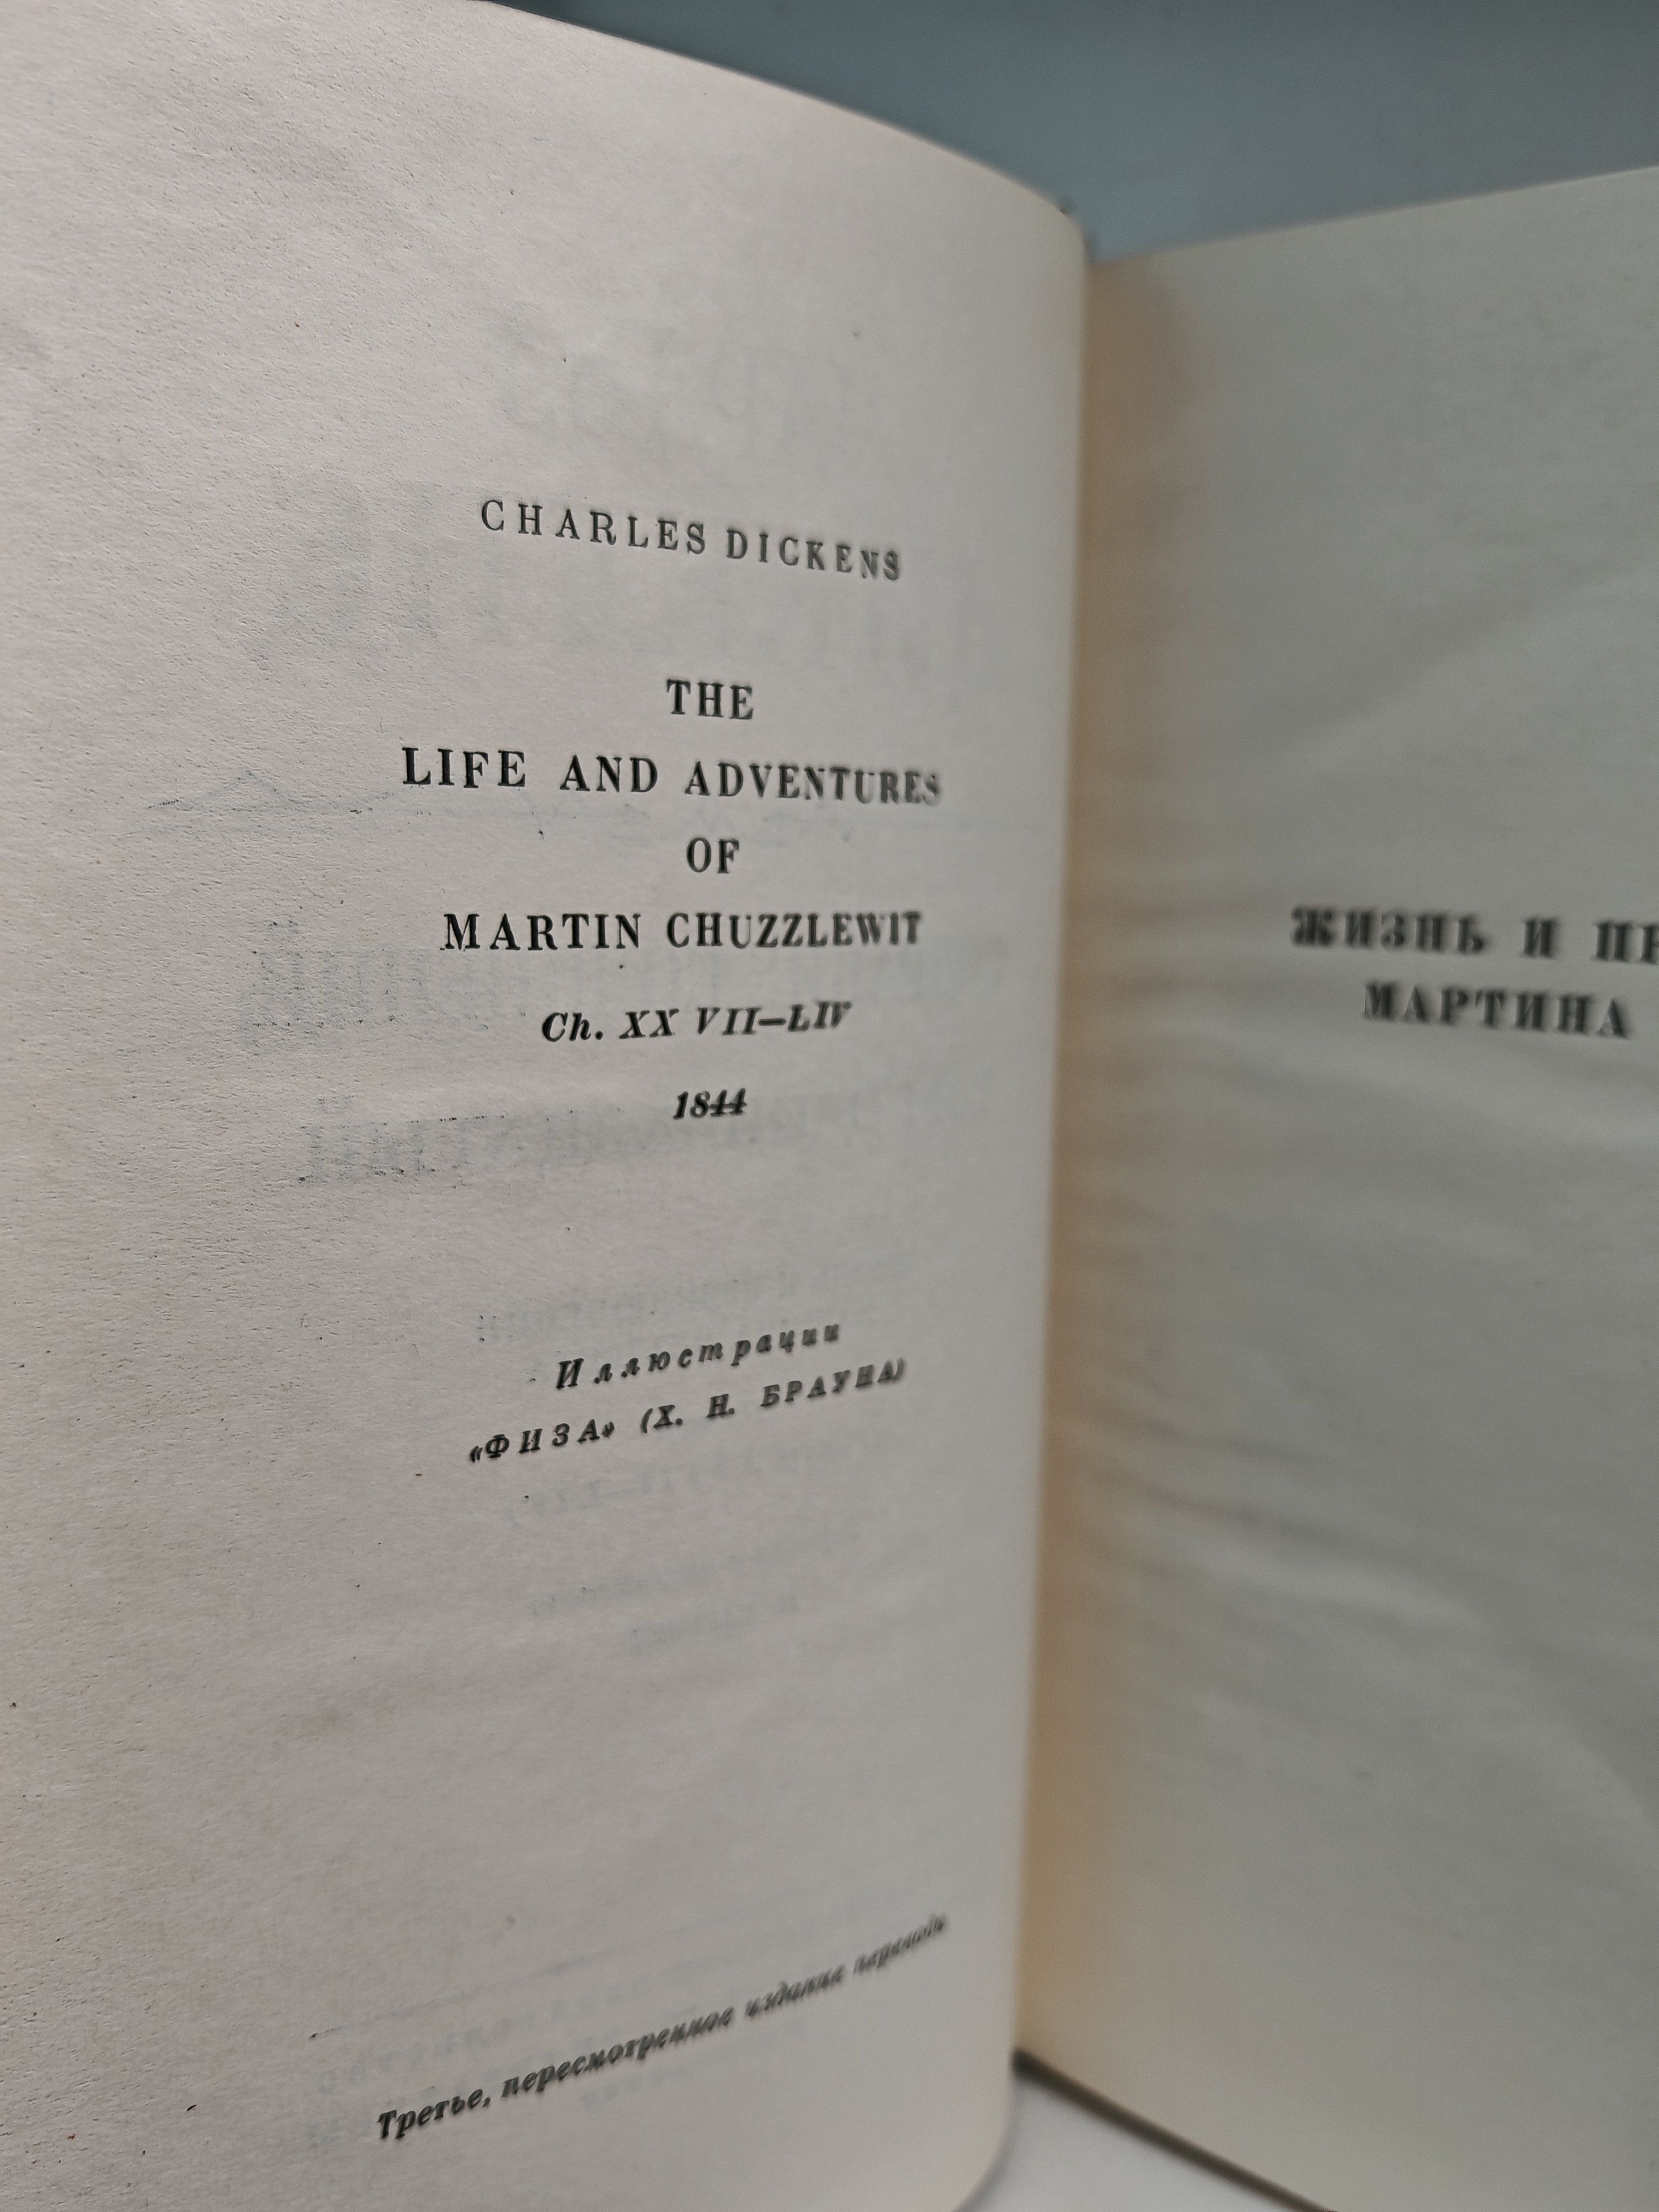 CHARLES DICKENS
THE
LIFE AND ADVENTURES
OF
MARTIN CHUZZLEWIT
Ch. XXVII—LIV
1844
Иллюстрации
«ФИЗА» (Х. Н. БРАУНА)
Третье, пересмотренное издание перевода
ЖИЗНЬ И ПР
МАРТИНА